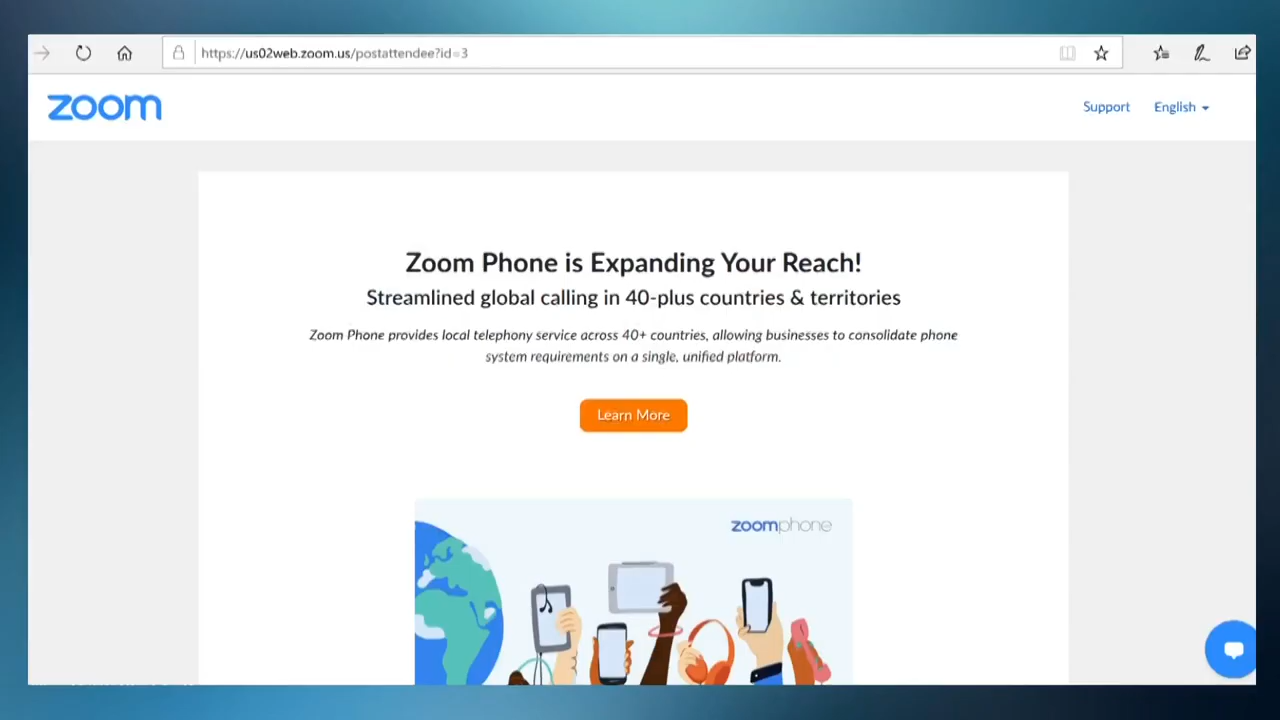 https://us02web.zoom.us/postattendee?id=3
zoom
Support
English
Zoom Phone is Expanding Your Reach!
Streamlined global calling in 40-plus countries & territories
Zoom Phone provides local telephony service across 40+ countries, allowing businesses to consolidate phone
system requirements on a single, unified platform.
Learn More
zoomphone